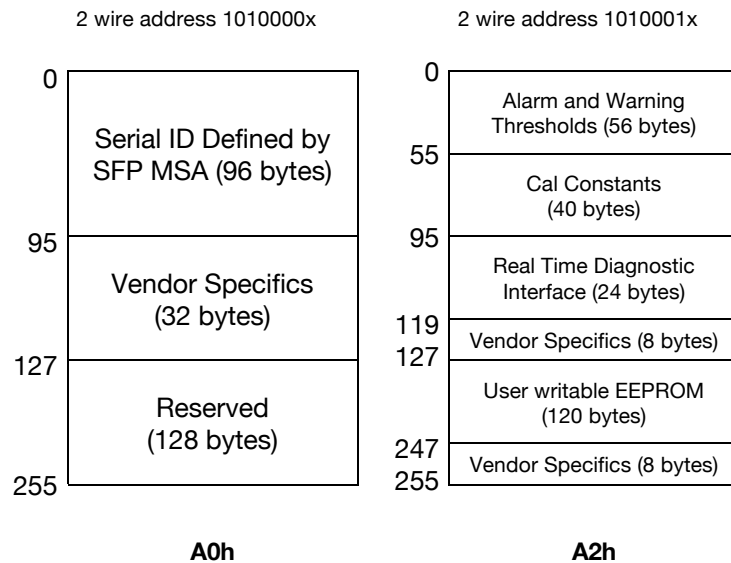 2 wire address 1010000x
0
Serial ID Defined by
SFP MSA (96 bytes)
95
Vendor Specifics
(32 bytes)
127
Reserved
(128 bytes)
255
A0h
2 wire address 1010001x
0
Alarm and Warning
Thresholds (56 bytes)
55
Cal Constants
(40 bytes)
95
Real Time Diagnostic
Interface (24 bytes)
119
Vendor Specifics (8 bytes)
127
User writable EEPROM
(120 bytes)
247
Vendor Specifics (8 bytes)
255
A2h